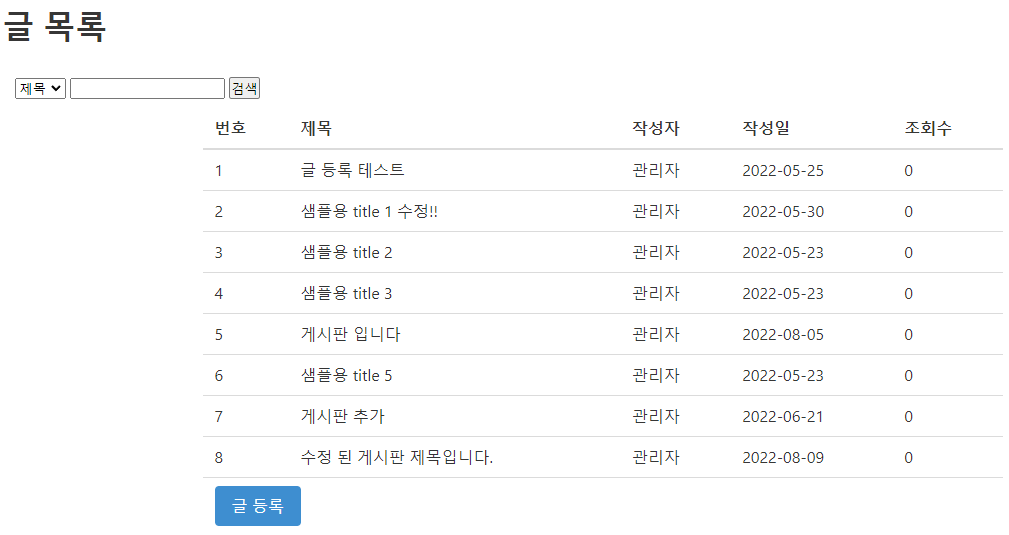 글 목록
제목 검색
번호 제목 작성자 작성일 조회수
1 글 등록 테스트 관리자 2022-05-25 0
2 샘플용 title 1 수정!! 관리자 2022-05-30 0
3 샘플용 title 2 관리자 2022-05-23 0
4 샘플용 title 3 관리자 2022-05-23 0
5 게시판 입니다 관리자 2022-08-05 0
6 샘플용 title 5 관리자 2022-05-23 0
7 게시판 추가 관리자 2022-06-21 0
8 수정 된 게시판 제목입니다. 관리자 2022-08-09 0
글 등록